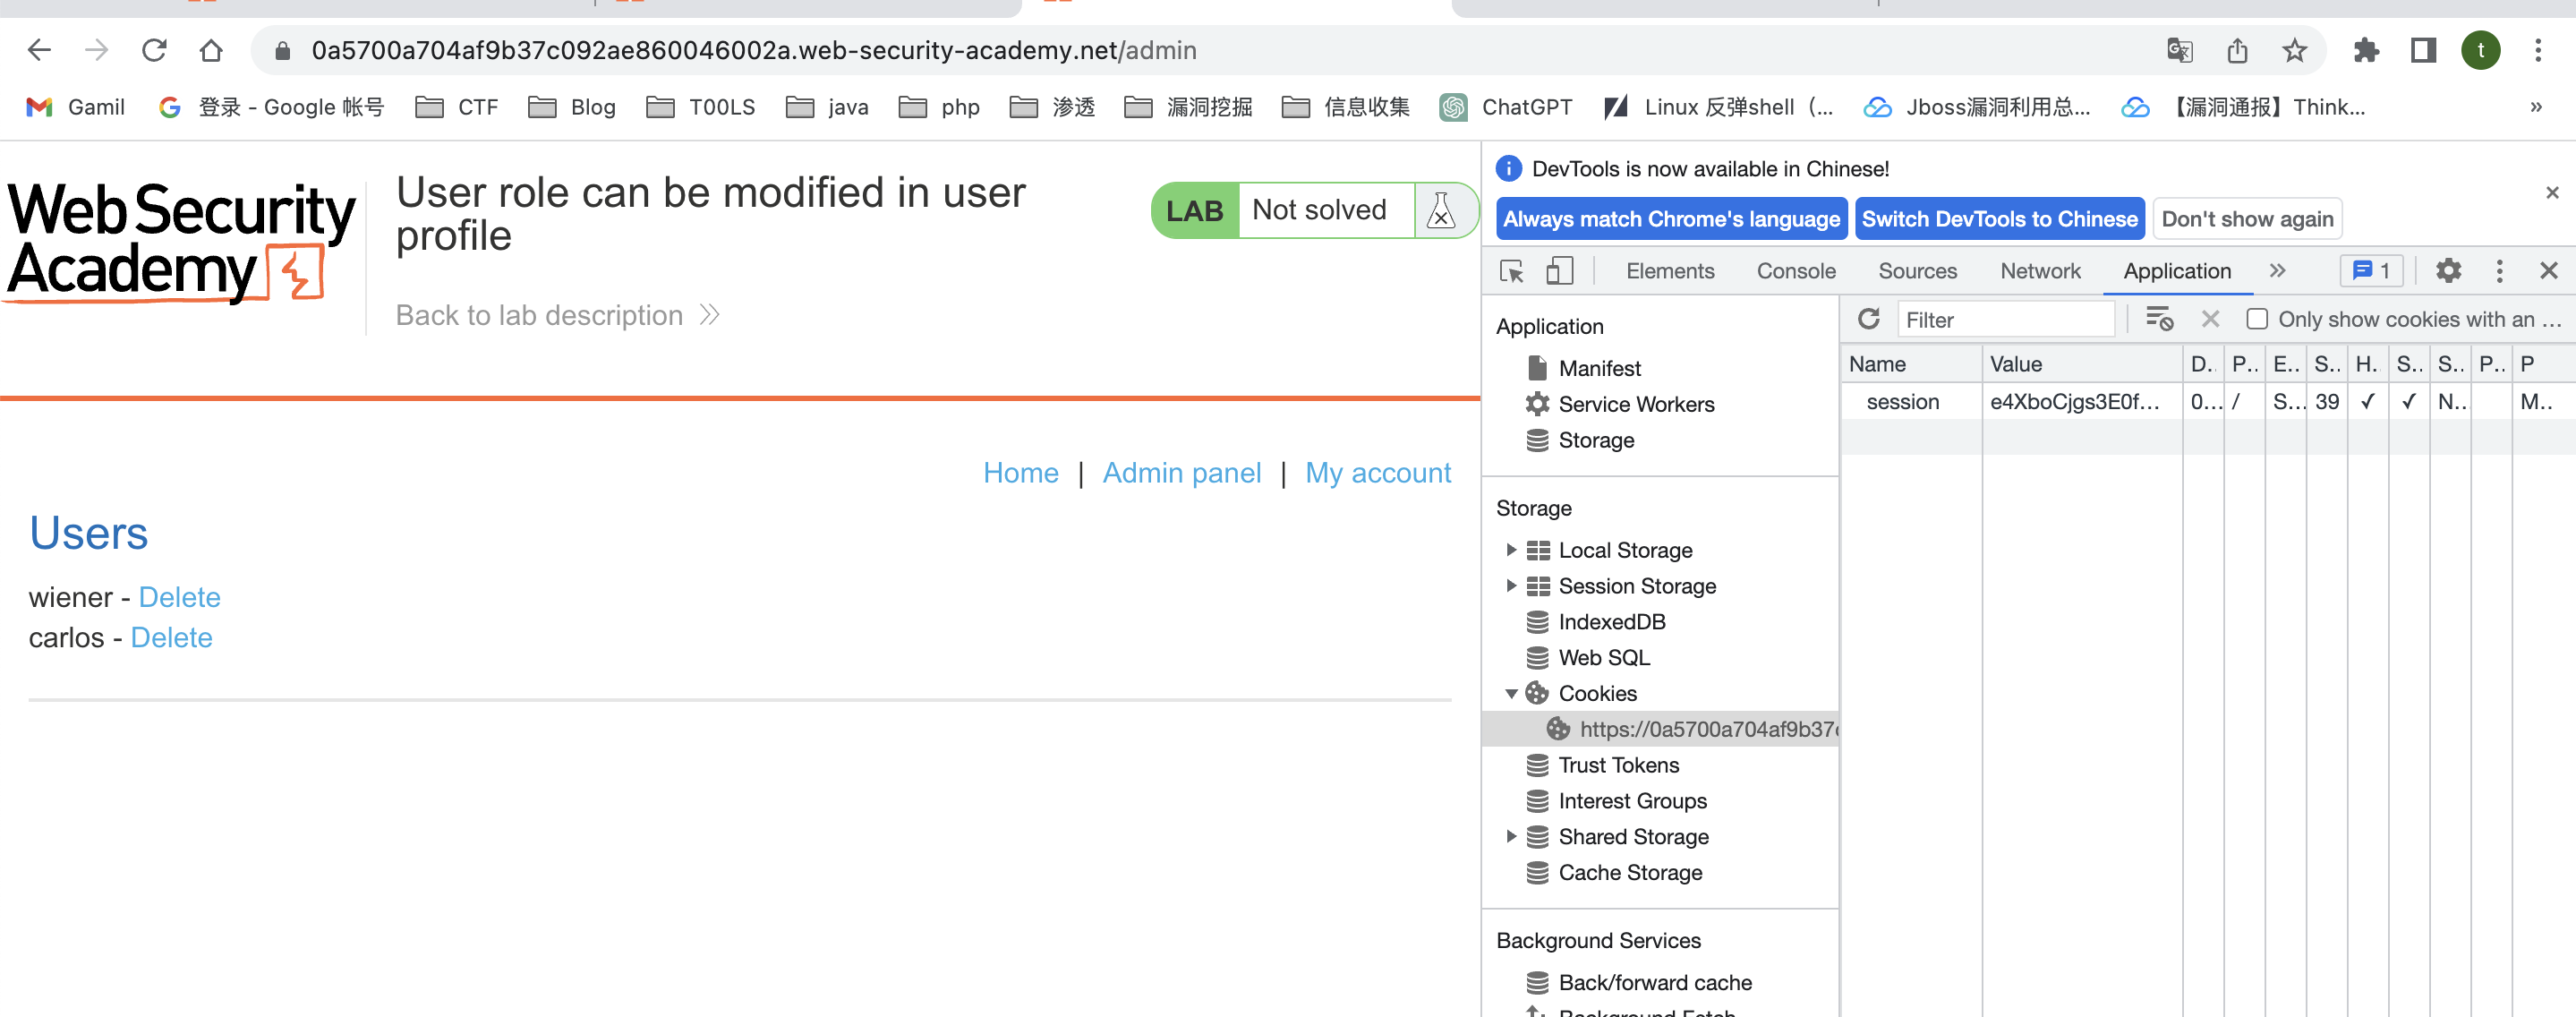 0a5700a704af9b37c092ae860046002a.web-security-academy.net/admin
t
Gamil
登录 - Google 帐号
CTF
Blog
T00LS
java
php
渗透
漏洞挖掘
信息收集
ChatGPT
Linux 反弹shell（...
Jboss漏洞利用总...
【漏洞通报】Think...
»
WebSecurity
Academy
User role can be modified in user
profile
Back to lab description
LAB Not solved
Home | Admin panel | My account
Users
wiener - Delete
carlos - Delete
DevTools is now available in Chinese!
Always match Chrome's language
Switch DevTools to Chinese
Don't show again
Elements
Console
Sources
Network
Application
1
Application
Manifest
Service Workers
Storage
Storage
Local Storage
Session Storage
IndexedDB
Web SQL
Cookies
https://0a5700a704af9b37
Trust Tokens
Interest Groups
Shared Storage
Cache Storage
Background Services
Back/forward cache
Background Fetch
Filter
Only show cookies with an ...
Name Value D.. P.. E.. S.. H.. S.. S.. P.. P
session e4XboCjgs3E0f... 0... / S... 39 ✓ ✓ N... M..